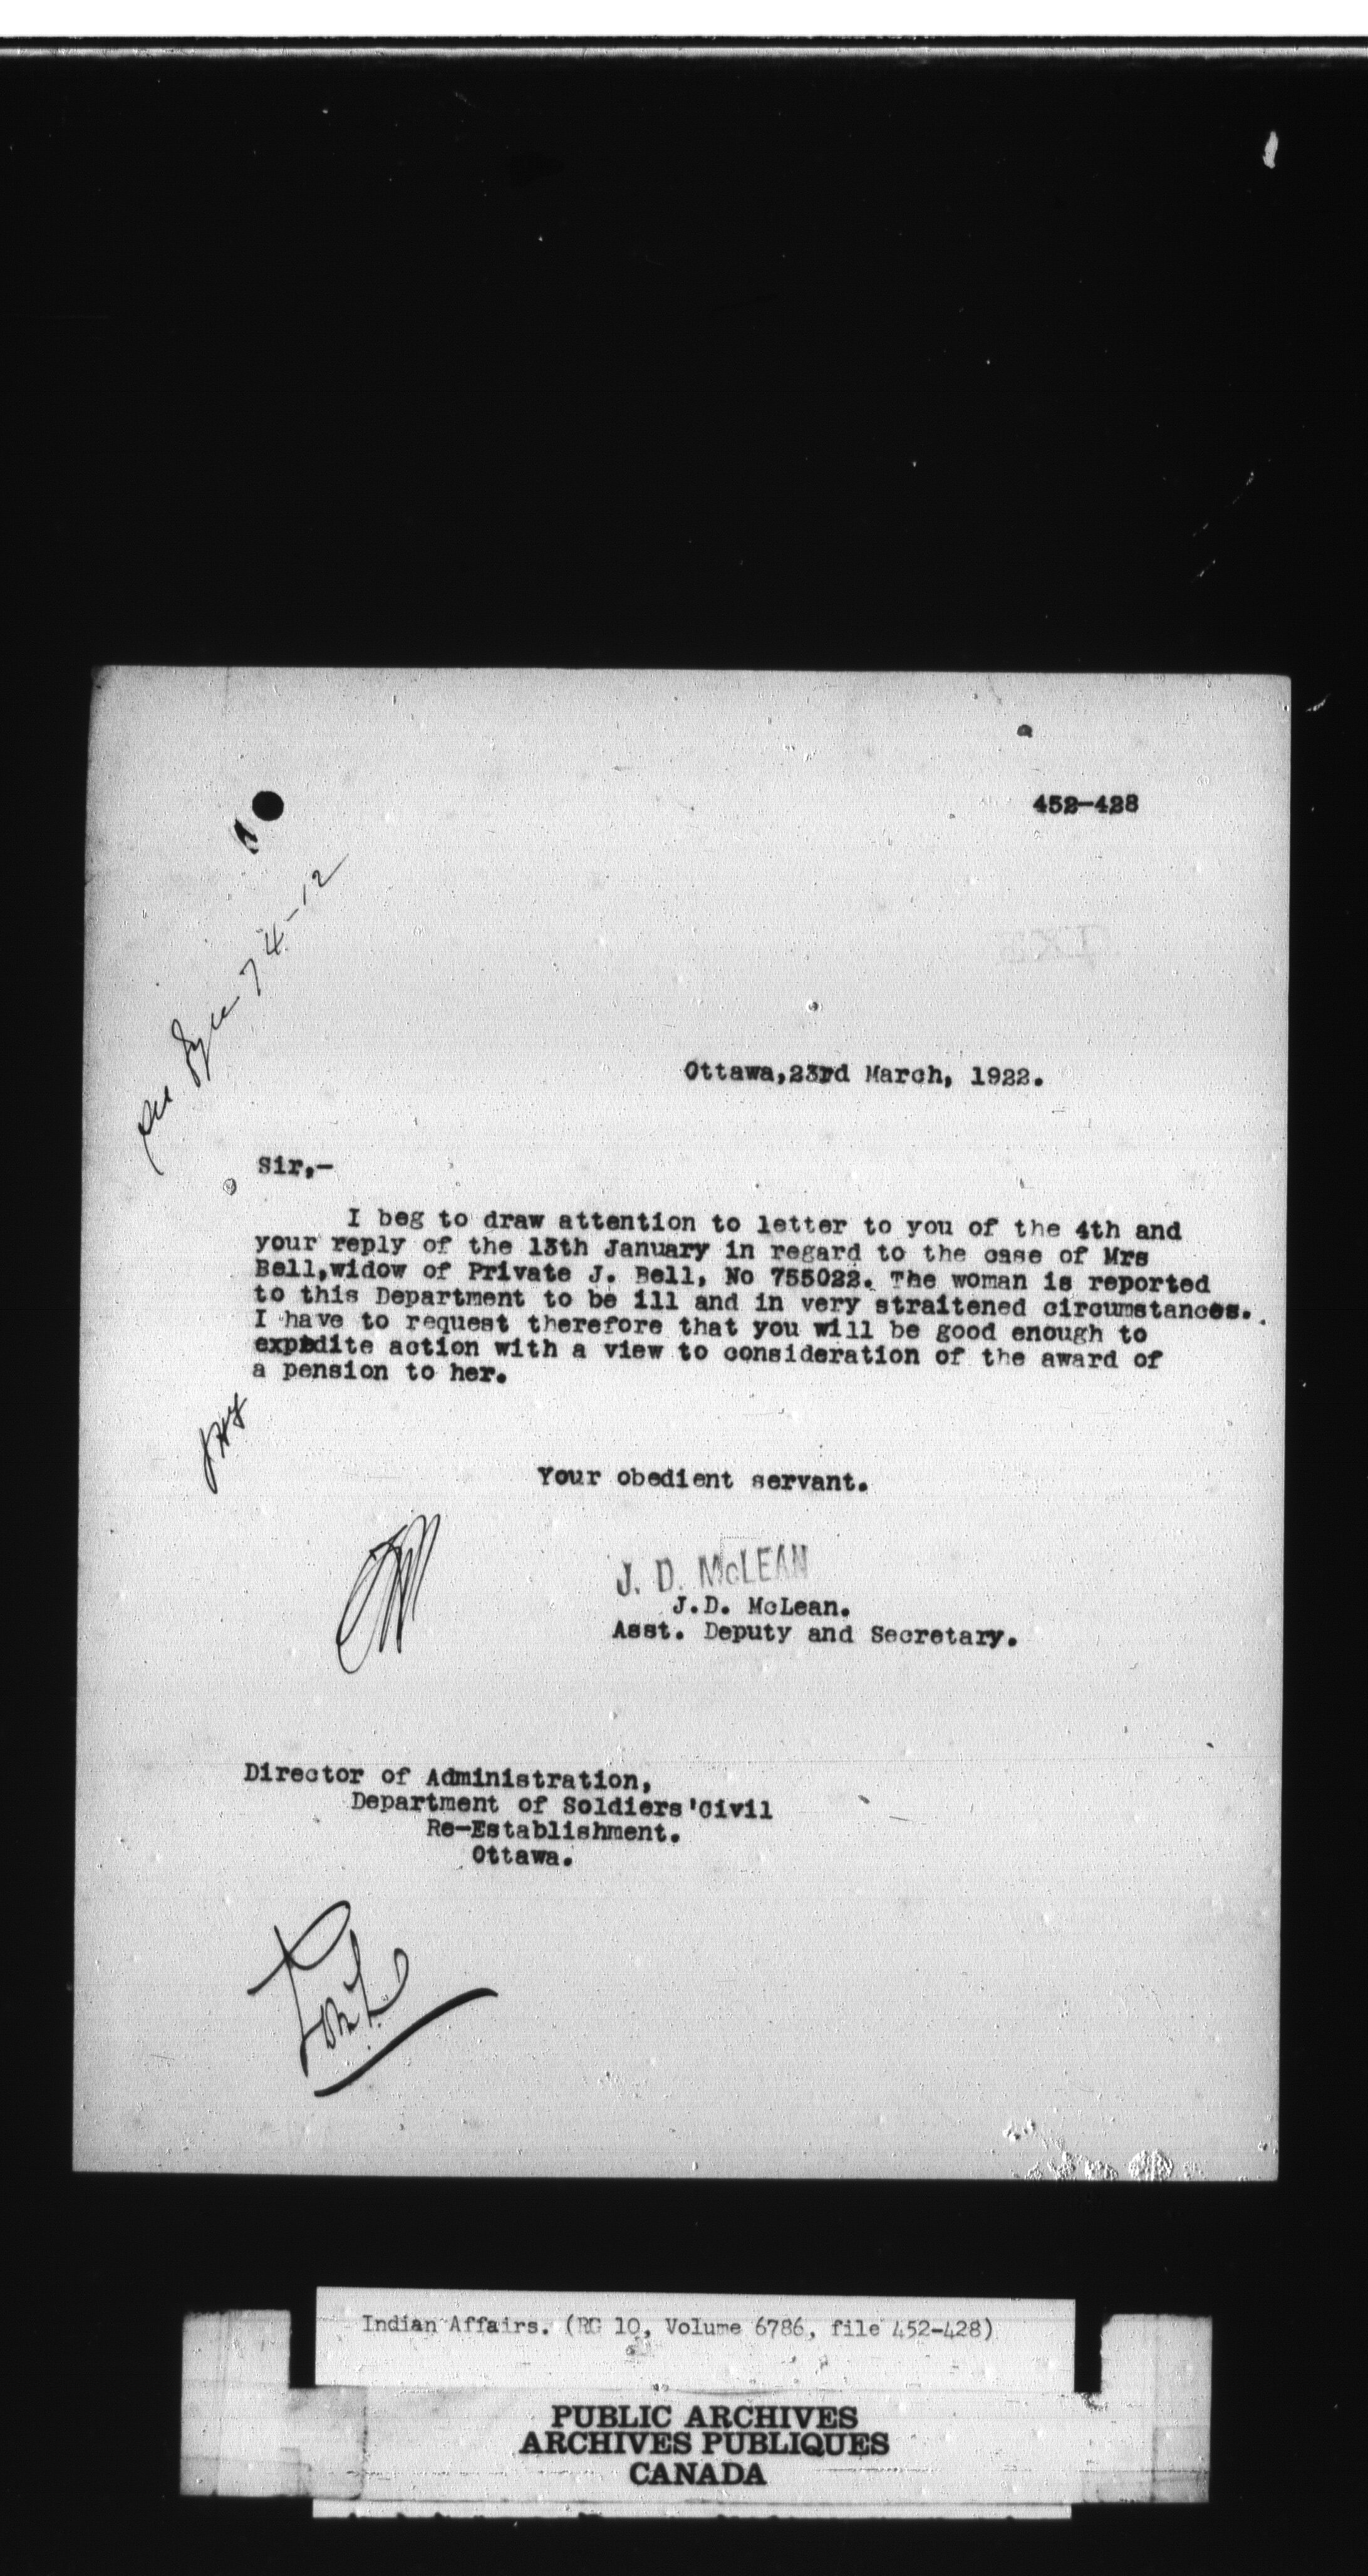 452-428
74-12
Ottawa,23rd March, 1922.
Sir,-
I beg to draw attention to letter to you of the 4th and
your reply of the 13th January in regard to the case of Mrs
Bell,widow of Private J. Bell, No 755022. The woman is reported
to this Department to be ill and in very straitened circumstances.
I have to request therefore that you will be good enough to
expedite action with a view to consideration of the award of
a pension to her.
Your obedient servant.
J. D. McLEAN
J.D. McLean.
Asst. Deputy and Secretary.
Director of Administration,
Department of Soldiers'Civil
Re-Establishment.
Ottawa.
Indian Affairs. (RG 10, Volume 6786, file 452-428)
PUBLIC ARCHIVES
ARCHIVES PUBLIQUES
CANADA